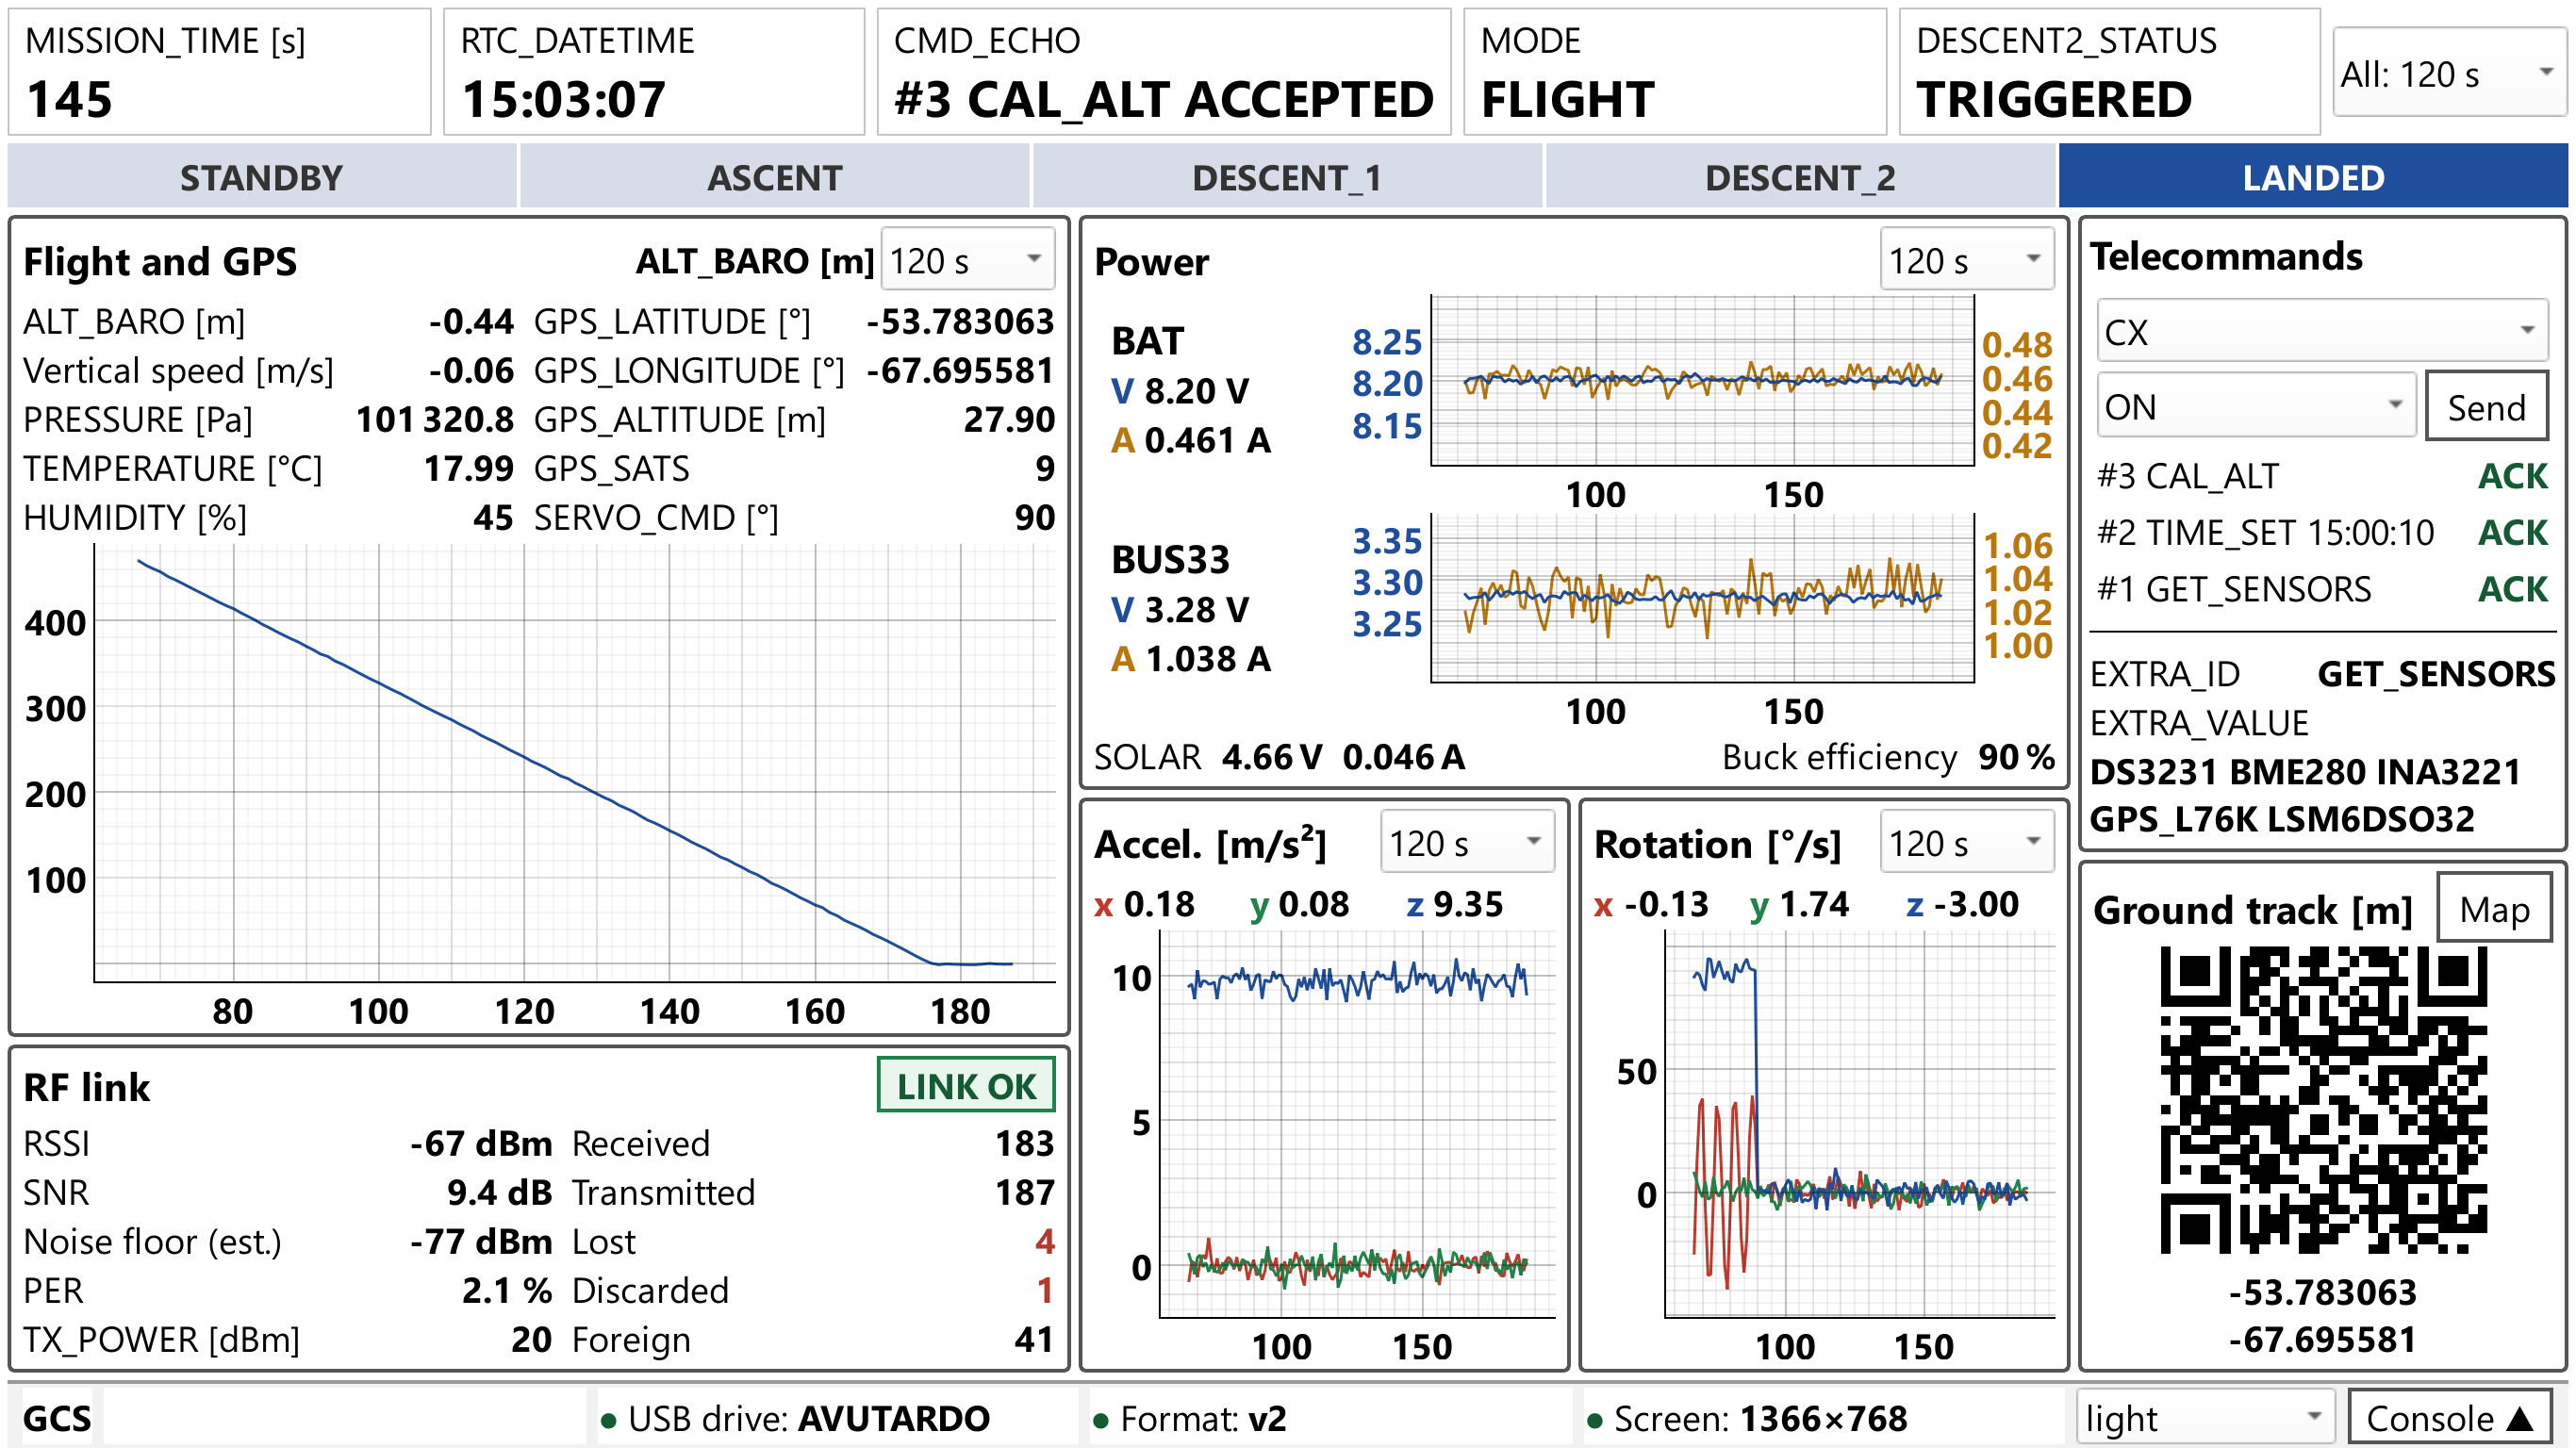 MISSION_TIME [s]
145
RTC_DATETIME
15:03:07
CMD_ECHO
#3 CAL_ALT ACCEPTED
MODE
FLIGHT
DESCENT2_STATUS
TRIGGERED
All: 120 s
STANDBY
ASCENT
DESCENT_1
DESCENT_2
LANDED
Flight and GPS
ALT_BARO [m]
120 s
ALT_BARO [m] -0.44 GPS_LATITUDE [°] -53.783063
Vertical speed [m/s] -0.06 GPS_LONGITUDE [°] -67.695581
PRESSURE [Pa] 101 320.8 GPS_ALTITUDE [m] 27.90
TEMPERATURE [°C] 17.99 GPS_SATS 9
HUMIDITY [%] 45 SERVO_CMD [°] 90
400
300
200
100
80 100 120 140 160 180
RF link
LINK OK
RSSI -67 dBm Received 183
SNR 9.4 dB Transmitted 187
Noise floor (est.) -77 dBm Lost 4
PER 2.1 % Discarded 1
TX_POWER [dBm] 20 Foreign 41
Power
120 s
BAT
V 8.20 V
A 0.461 A
8.25
8.20
8.15
0.48
0.46
0.44
0.42
100 150
BUS33
V 3.28 V
A 1.038 A
3.35
3.30
3.25
1.06
1.04
1.02
1.00
100 150
SOLAR 4.66 V 0.046 A
Buck efficiency 90 %
Accel. [m/s²]
120 s
x 0.18 y 0.08 z 9.35
10
5
0
100 150
Rotation [°/s]
120 s
x -0.13 y 1.74 z -3.00
50
0
100 150
Telecommands
CX
ON
Send
#3 CAL_ALT ACK
#2 TIME_SET 15:00:10 ACK
#1 GET_SENSORS ACK
EXTRA_ID GET_SENSORS
EXTRA_VALUE
DS3231 BME280 INA3221
GPS_L76K LSM6DSO32
Ground track [m]
Map
-53.783063
-67.695581
GCS
● USB drive: AVUTARDO
● Format: v2
● Screen: 1366×768
light
Console ▲